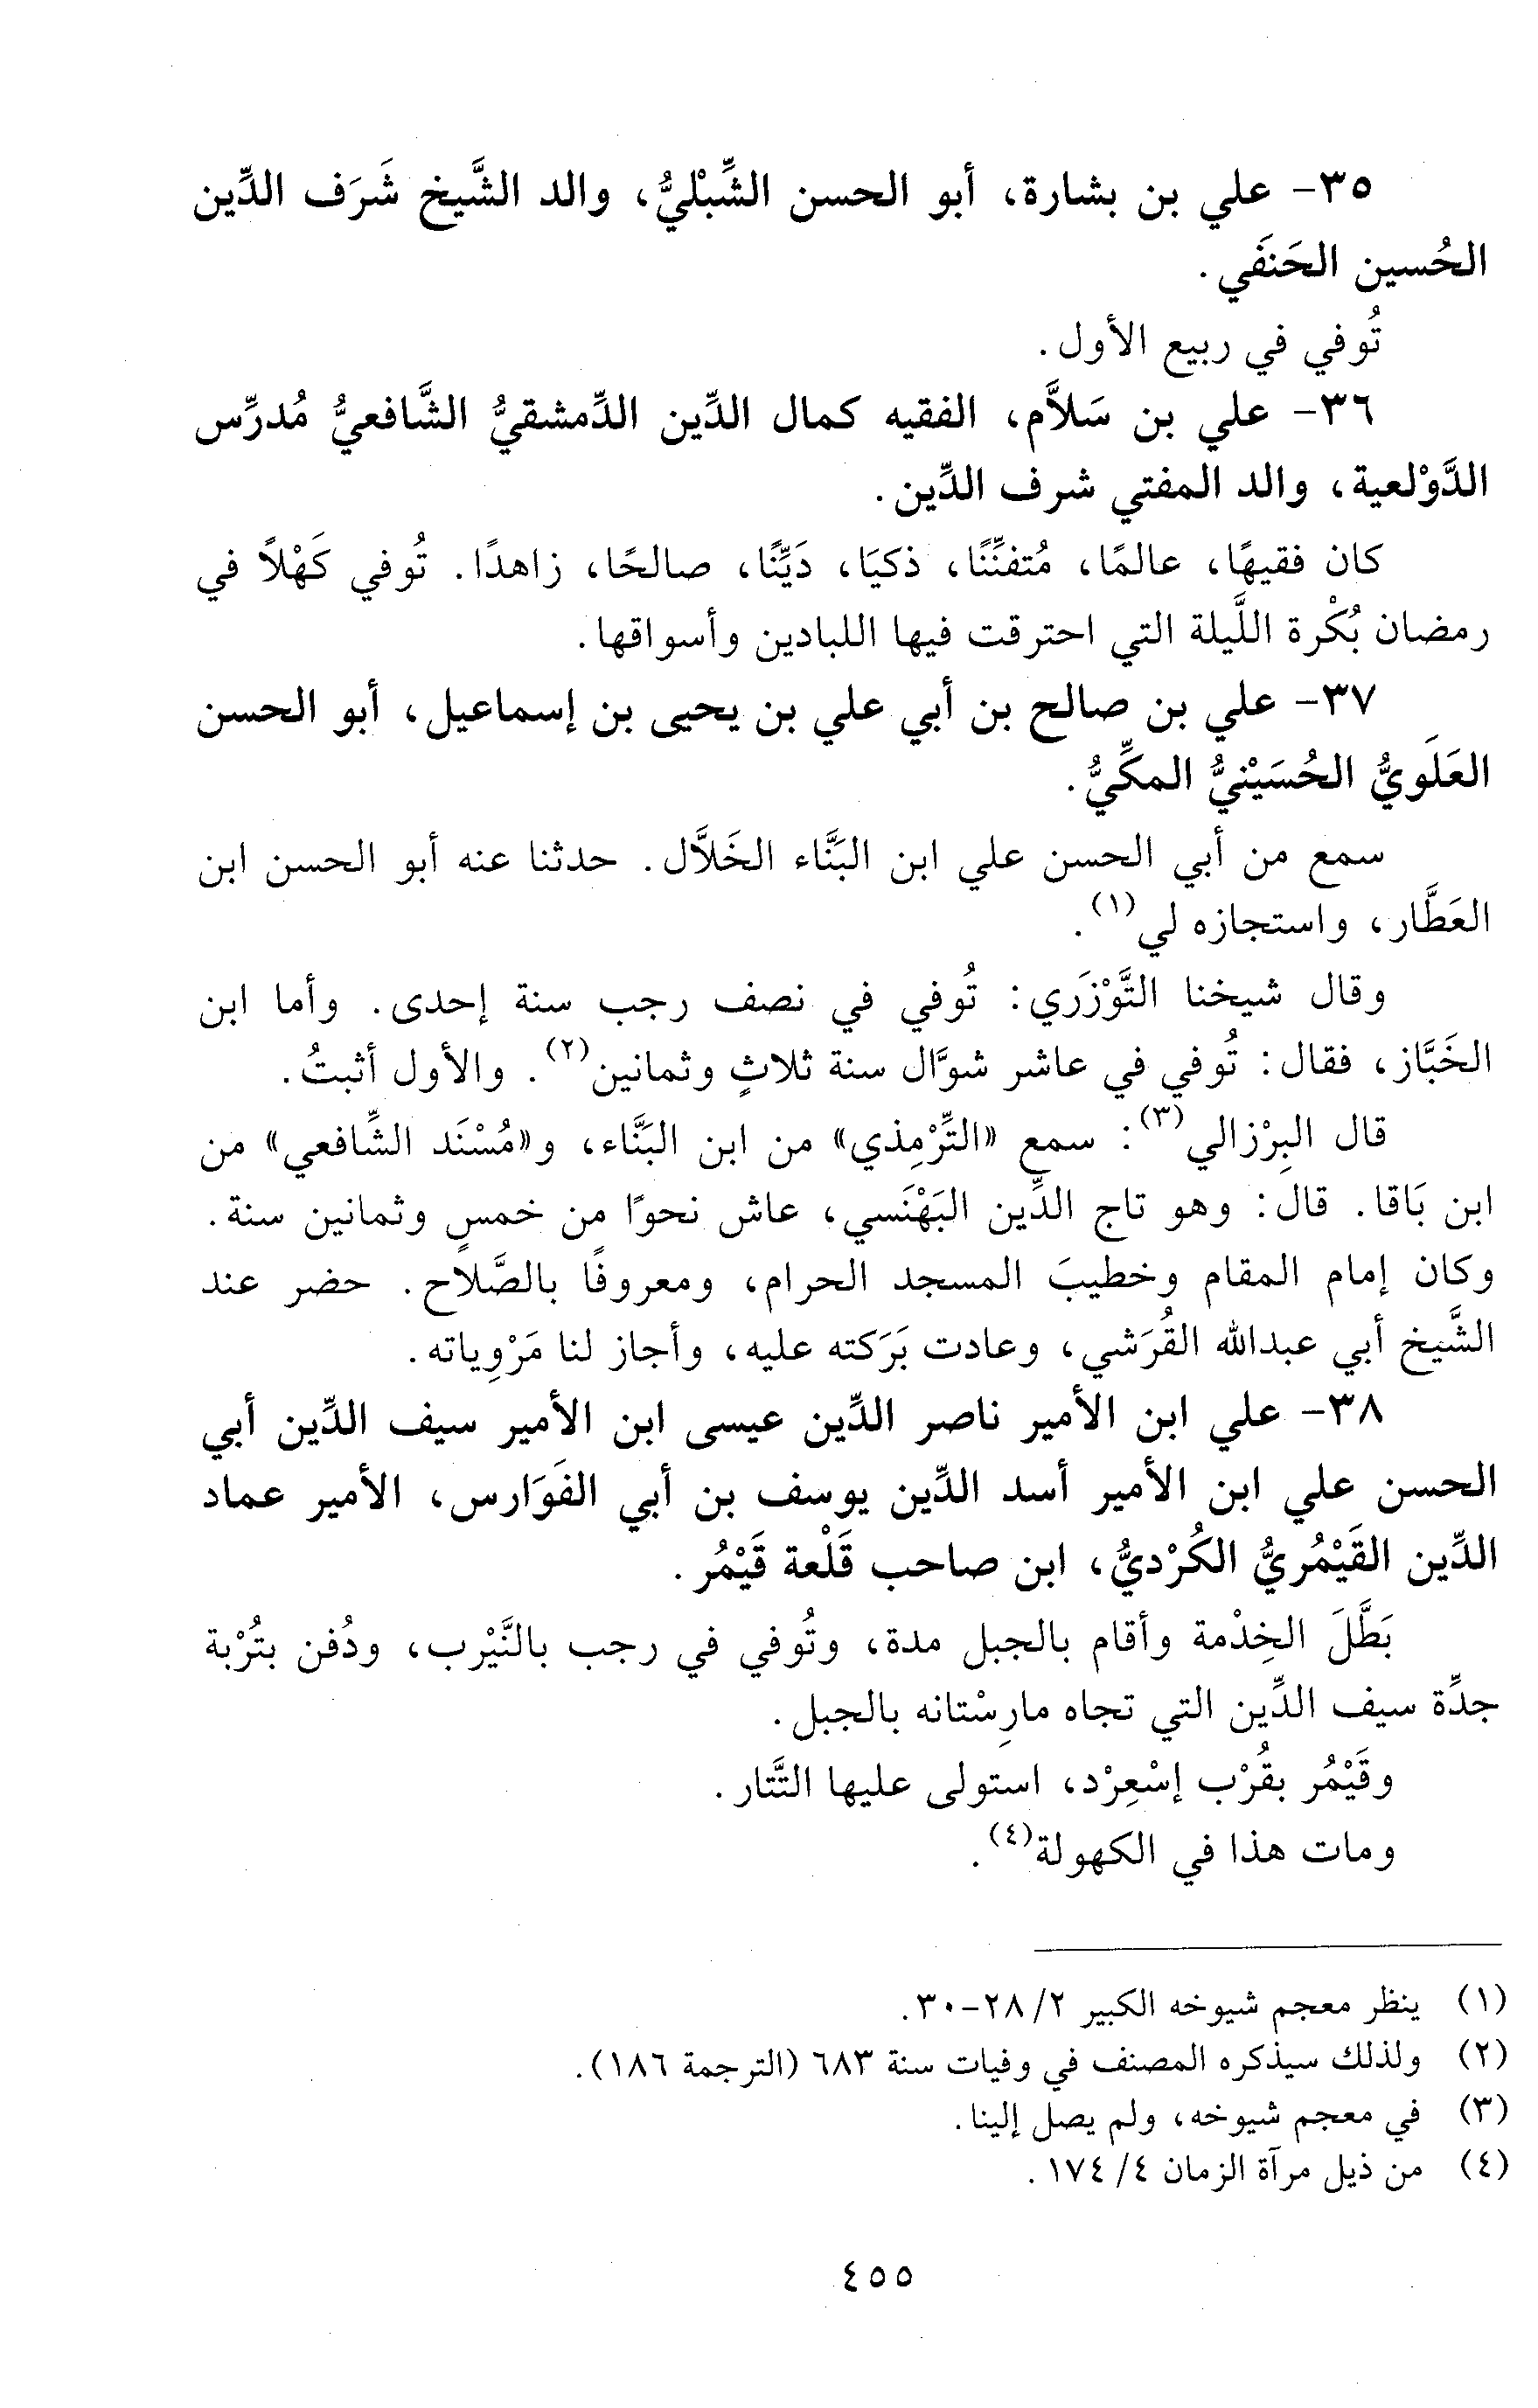 ٣٥- علي بن بشارة، أبو الحسن الشِّبْليُّ، والد الشَّيخ شَرَف الدِّين
الحُسين الحَنَفَي.
تُوفي في ربيع الأول.
٣٦- علي بن سَلاَّم، الفقيه كمال الدِّين الدِّمشقيُّ الشَّافعيُّ مُدرِّس
الدَّوْلعية، والد المفتي شرف الدِّين.
كان فقيهًا، عالمًا، مُتفنِّنًا، ذكيَا، دَيِّنًا، صالحًا، زاهدًا. تُوفي كَهْلاً في
رمضان بُكْرة اللَّيلة التي احترقت فيها اللبادين وأسواقها.
٣٧- علي بن صالح بن أبي علي بن يحيى بن إسماعيل، أبو الحسن
العَلَويُّ الحُسَيْنيُّ المكِّيُّ.
سمع من أبي الحسن علي ابن البَنَّاء الخَلاَّل. حدثنا عنه أبو الحسن ابن
العَطَّار، واستجازه لي(١).
وقال شيخنا التَّوْزَري: تُوفي في نصف رجب سنة إحدى. وأما ابن
الخَبَّاز، فقال: تُوفي في عاشر شوَّال سنة ثلاثٍ وثمانين(٢). والأول أثبتُ.
قال البِرْزالي(٣): سمع «التِّرْمِذي» من ابن البَنَّاء، و«مُسْنَد الشَّافعي» من
ابن بَاقا. قال: وهو تاج الدِّين البَهْنَسي، عاش نحوًا من خمسٍ وثمانين سنة.
وكان إمام المقام وخطيبَ المسجد الحرام، ومعروفًا بالصَّلاح. حضر عند
الشَّيخ أبي عبدالله القُرَشي، وعادت بَرَكته عليه، وأجاز لنا مَرْوِياته.
٣٨- علي ابن الأمير ناصر الدِّين عيسى ابن الأمير سيف الدِّين أبي
الحسن علي ابن الأمير أسد الدِّين يوسف بن أبي الفَوَارس، الأمير عماد
الدِّين القَيْمُريُّ الكُرْديُّ، ابن صاحب قَلْعة قَيْمُر.
بَطَّلَ الخِدْمة وأقام بالجبل مدة، وتُوفي في رجب بالنَّيْرب، ودُفن بتُرْبة
جدِّة سيف الدِّين التي تجاه مارِسْتانه بالجبل.
وقَيْمُر بقُرْب إسْعِرْد، استولى عليها التَّتار.
ومات هذا في الكهولة(٤).
(١) ينظر معجم شيوخه الكبير ٢/ ٢٨-٣٠.
(٢) ولذلك سيذكره المصنف في وفيات سنة ٦٨٣ (الترجمة ١٨٦).
(٣) في معجم شيوخه، ولم يصل إلينا.
(٤) من ذيل مرآة الزمان ٤/ ١٧٤.
٤٥٥